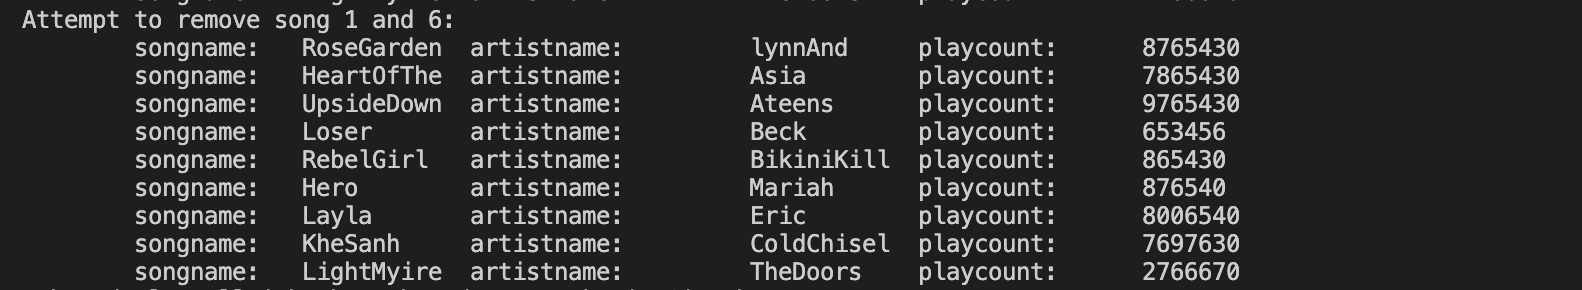 Attempt to remove song 1 and 6:
songname: RoseGarden artistname: lynnAnd playcount: 8765430
songname: HeartOfThe artistname: Asia playcount: 7865430
songname: UpsideDown artistname: Ateens playcount: 9765430
songname: Loser artistname: Beck playcount: 653456
songname: RebelGirl artistname: BikiniKill playcount: 865430
songname: Hero artistname: Mariah playcount: 876540
songname: Layla artistname: Eric playcount: 8006540
songname: KheSanh artistname: ColdChisel playcount: 7697630
songname: LightMyire artistname: TheDoors playcount: 2766670